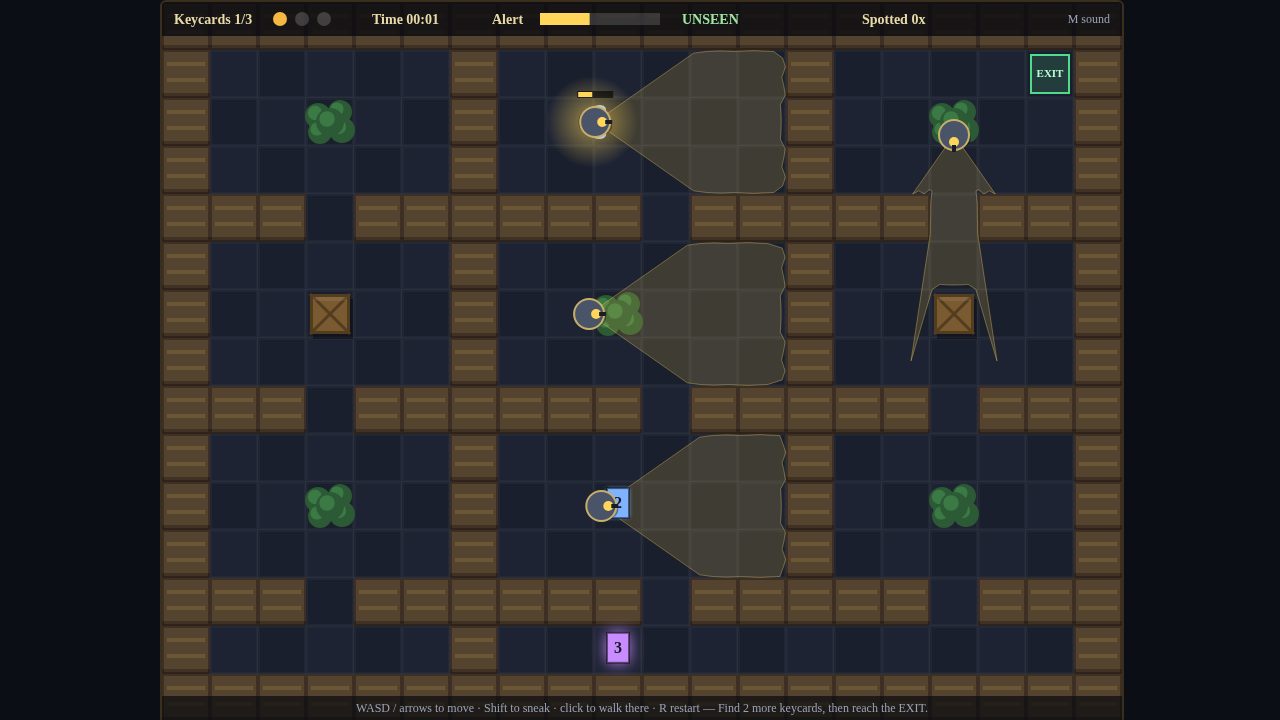 Keycards 1/3 Time 00:01 Alert UNSEEN Spotted 0x M sound
EXIT
2
3
WASD / arrows to move · Shift to sneak · click to walk there · R restart — Find 2 more keycards, then reach the EXIT.